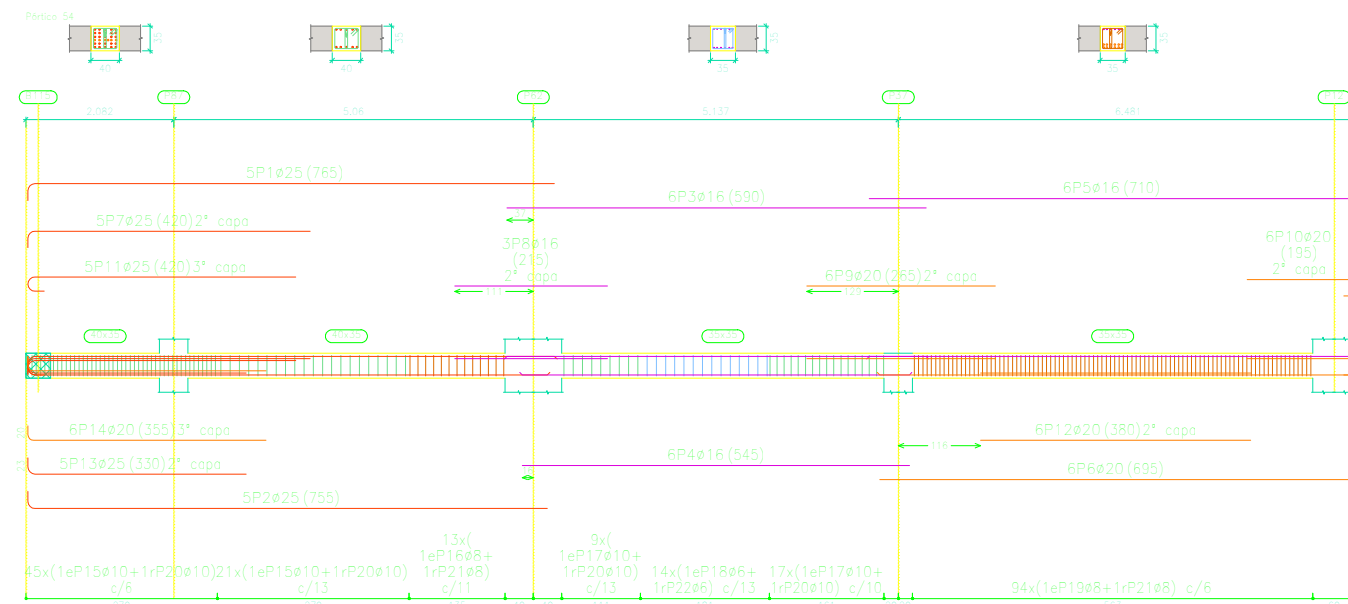 Pórtico 54
35
35
35
35
40
40
35
35
2.082
5.06
5.137
6.481
5P1ø25 (765)
6P3ø16 (590)
6P5ø16 (710)
5P7ø25 (420) 2ª capa
3P8ø16
(215)
2ª capa
6P10ø20
(195)
2ª capa
5P11ø25 (420) 3ª capa
6P9ø20 (265) 2ª capa
111
6P14ø20 (355) 3ª capa
6P12ø20 (380) 2ª capa
116
5P13ø25 (330) 2ª capa
6P4ø16 (545)
6P6ø20 (695)
5P2ø25 (755)
45x(1eP15ø10+1rP20ø10)
c/6
21x(1eP15ø10+1rP20ø10)
c/13
13x(
1eP16ø8+
1rP21ø8)
c/11
9x(
1eP17ø10+
1rP20ø10)
c/13
14x(1eP18ø6+
1rP22ø6) c/13
17x(1eP17ø10+
1rP20ø10) c/10
94x(1eP19ø8+1rP21ø8) c/6